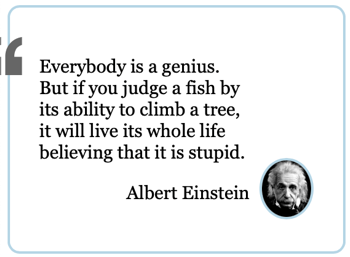 Everybody is a genius.
But if you judge a fish by
its ability to climb a tree,
it will live its whole life
believing that it is stupid.
Albert Einstein